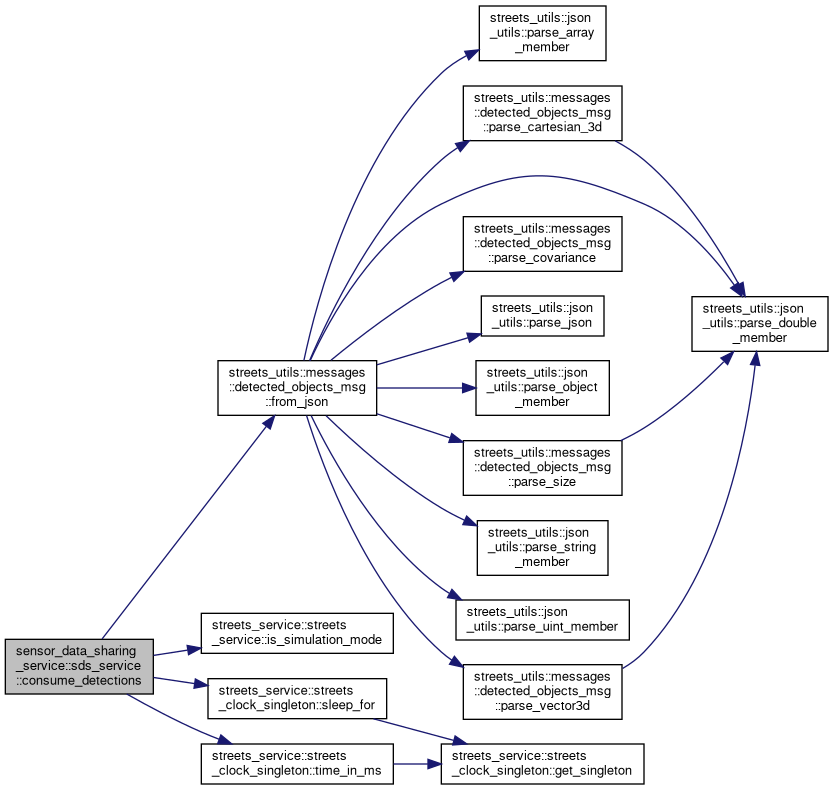 streets_utils::json
_utils::parse_array
_member
streets_utils::messages
::detected_objects_msg
::parse_cartesian_3d
streets_utils::messages
::detected_objects_msg
::parse_covariance
streets_utils::json
_utils::parse_json
streets_utils::json
_utils::parse_double
_member
streets_utils::messages
::detected_objects_msg
::from_json
streets_utils::json
_utils::parse_object
_member
streets_utils::messages
::detected_objects_msg
::parse_size
streets_utils::json
_utils::parse_string
_member
streets_utils::json
_utils::parse_uint_member
sensor_data_sharing
_service::sds_service
::consume_detections
streets_service::streets
_service::is_simulation_mode
streets_service::streets
_clock_singleton::sleep_for
streets_utils::messages
::detected_objects_msg
::parse_vector3d
streets_service::streets
_clock_singleton::time_in_ms
streets_service::streets
_clock_singleton::get_singleton